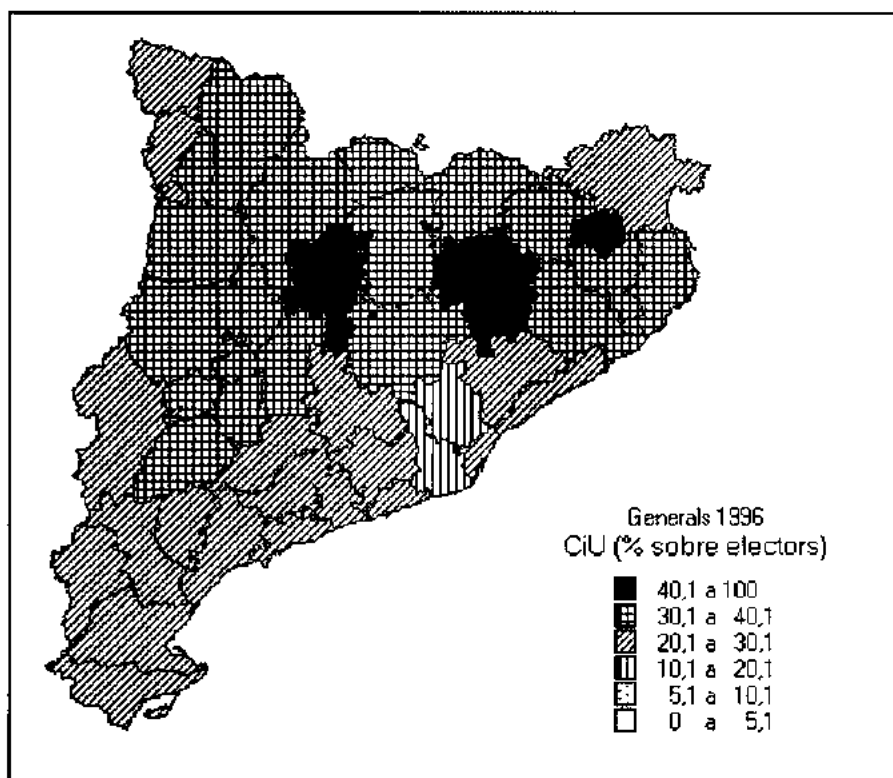 Generals 1996
CiU (% sobre electors)
40,1 a 100
30,1 a 40,1
20,1 a 30,1
10,1 a 20,1
5,1 a 10,1
0 a 5,1